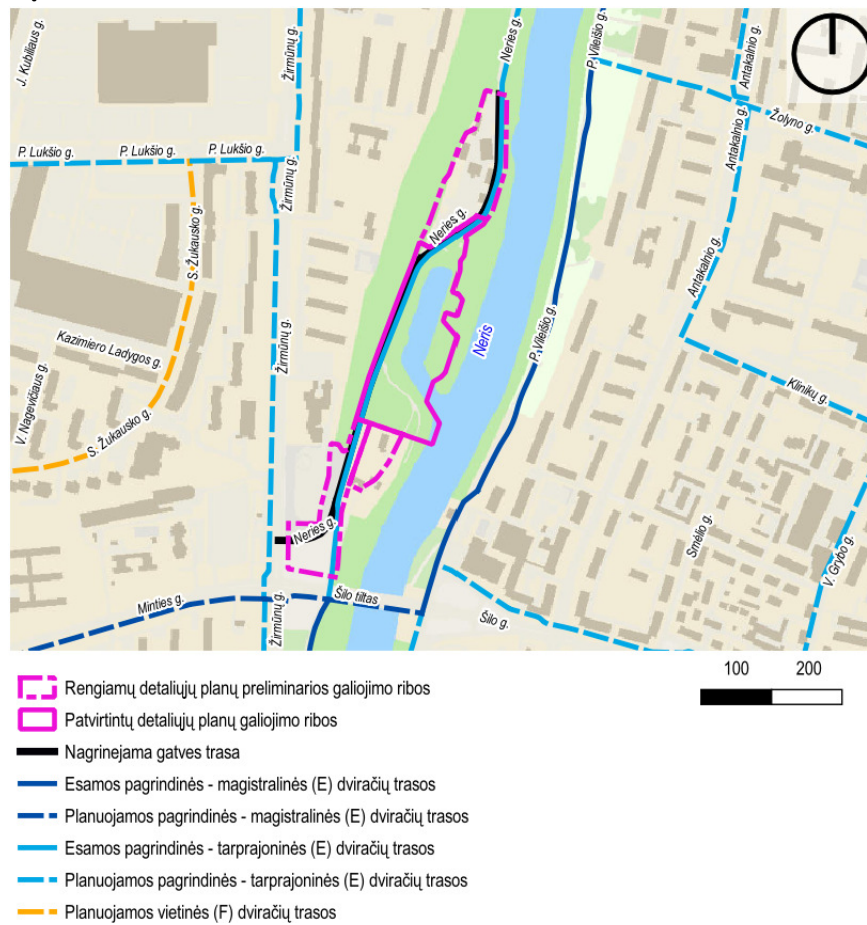 J. Kubiliaus g.
Žirmūnų g.
Neries g.
P. Vileišio g.
Antakalnio g.
Žolyno g.
P. Lukšio g.
P. Lukšio g.
P. Lukšio g.
Žirmūnų g.
Antakalnio g.
S. Žukausko g.
Neries g.
Antakalnio g.
Kazimiero Ladygos g.
Žirmūnų g.
Neris
P. Vileišio g.
Klinikų g.
V. Nagevičiaus g.
S. Žukausko g.
Neries g.
Smėlio g.
V. Grybo g.
Minties g.
Žirmūnų g.
Šilo tiltas
Šilo g.
100 200
Rengiamų detaliųjų planų preliminarios galiojimo ribos
Patvirtintų detaliųjų planų galiojimo ribos
Nagrinejama gatves trasa
Esamos pagrindinės - magistralinės (E) dviračių trasos
Planuojamos pagrindinės - magistralinės (E) dviračių trasos
Esamos pagrindinės - tarprajoninės (E) dviračių trasos
Planuojamos pagrindinės - tarprajoninės (E) dviračių trasos
Planuojamos vietinės (F) dviračių trasos